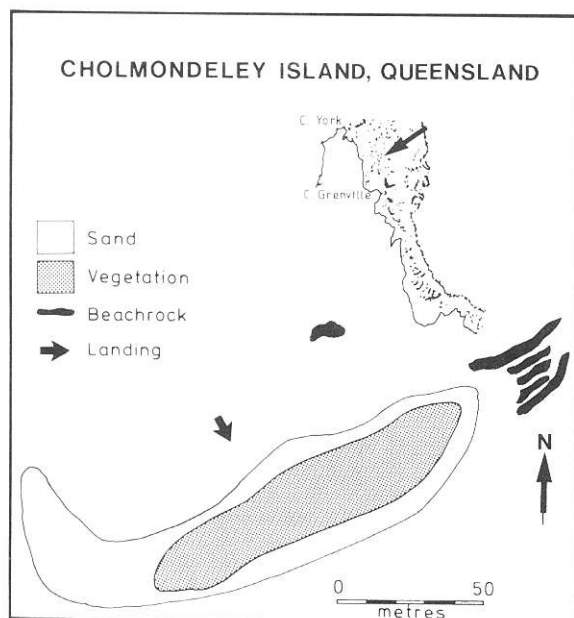 CHOLMONDELEY ISLAND, QUEENSLAND
C. York
C. Grenville
Sand
Vegetation
Beachrock
Landing
N
0 50
metres